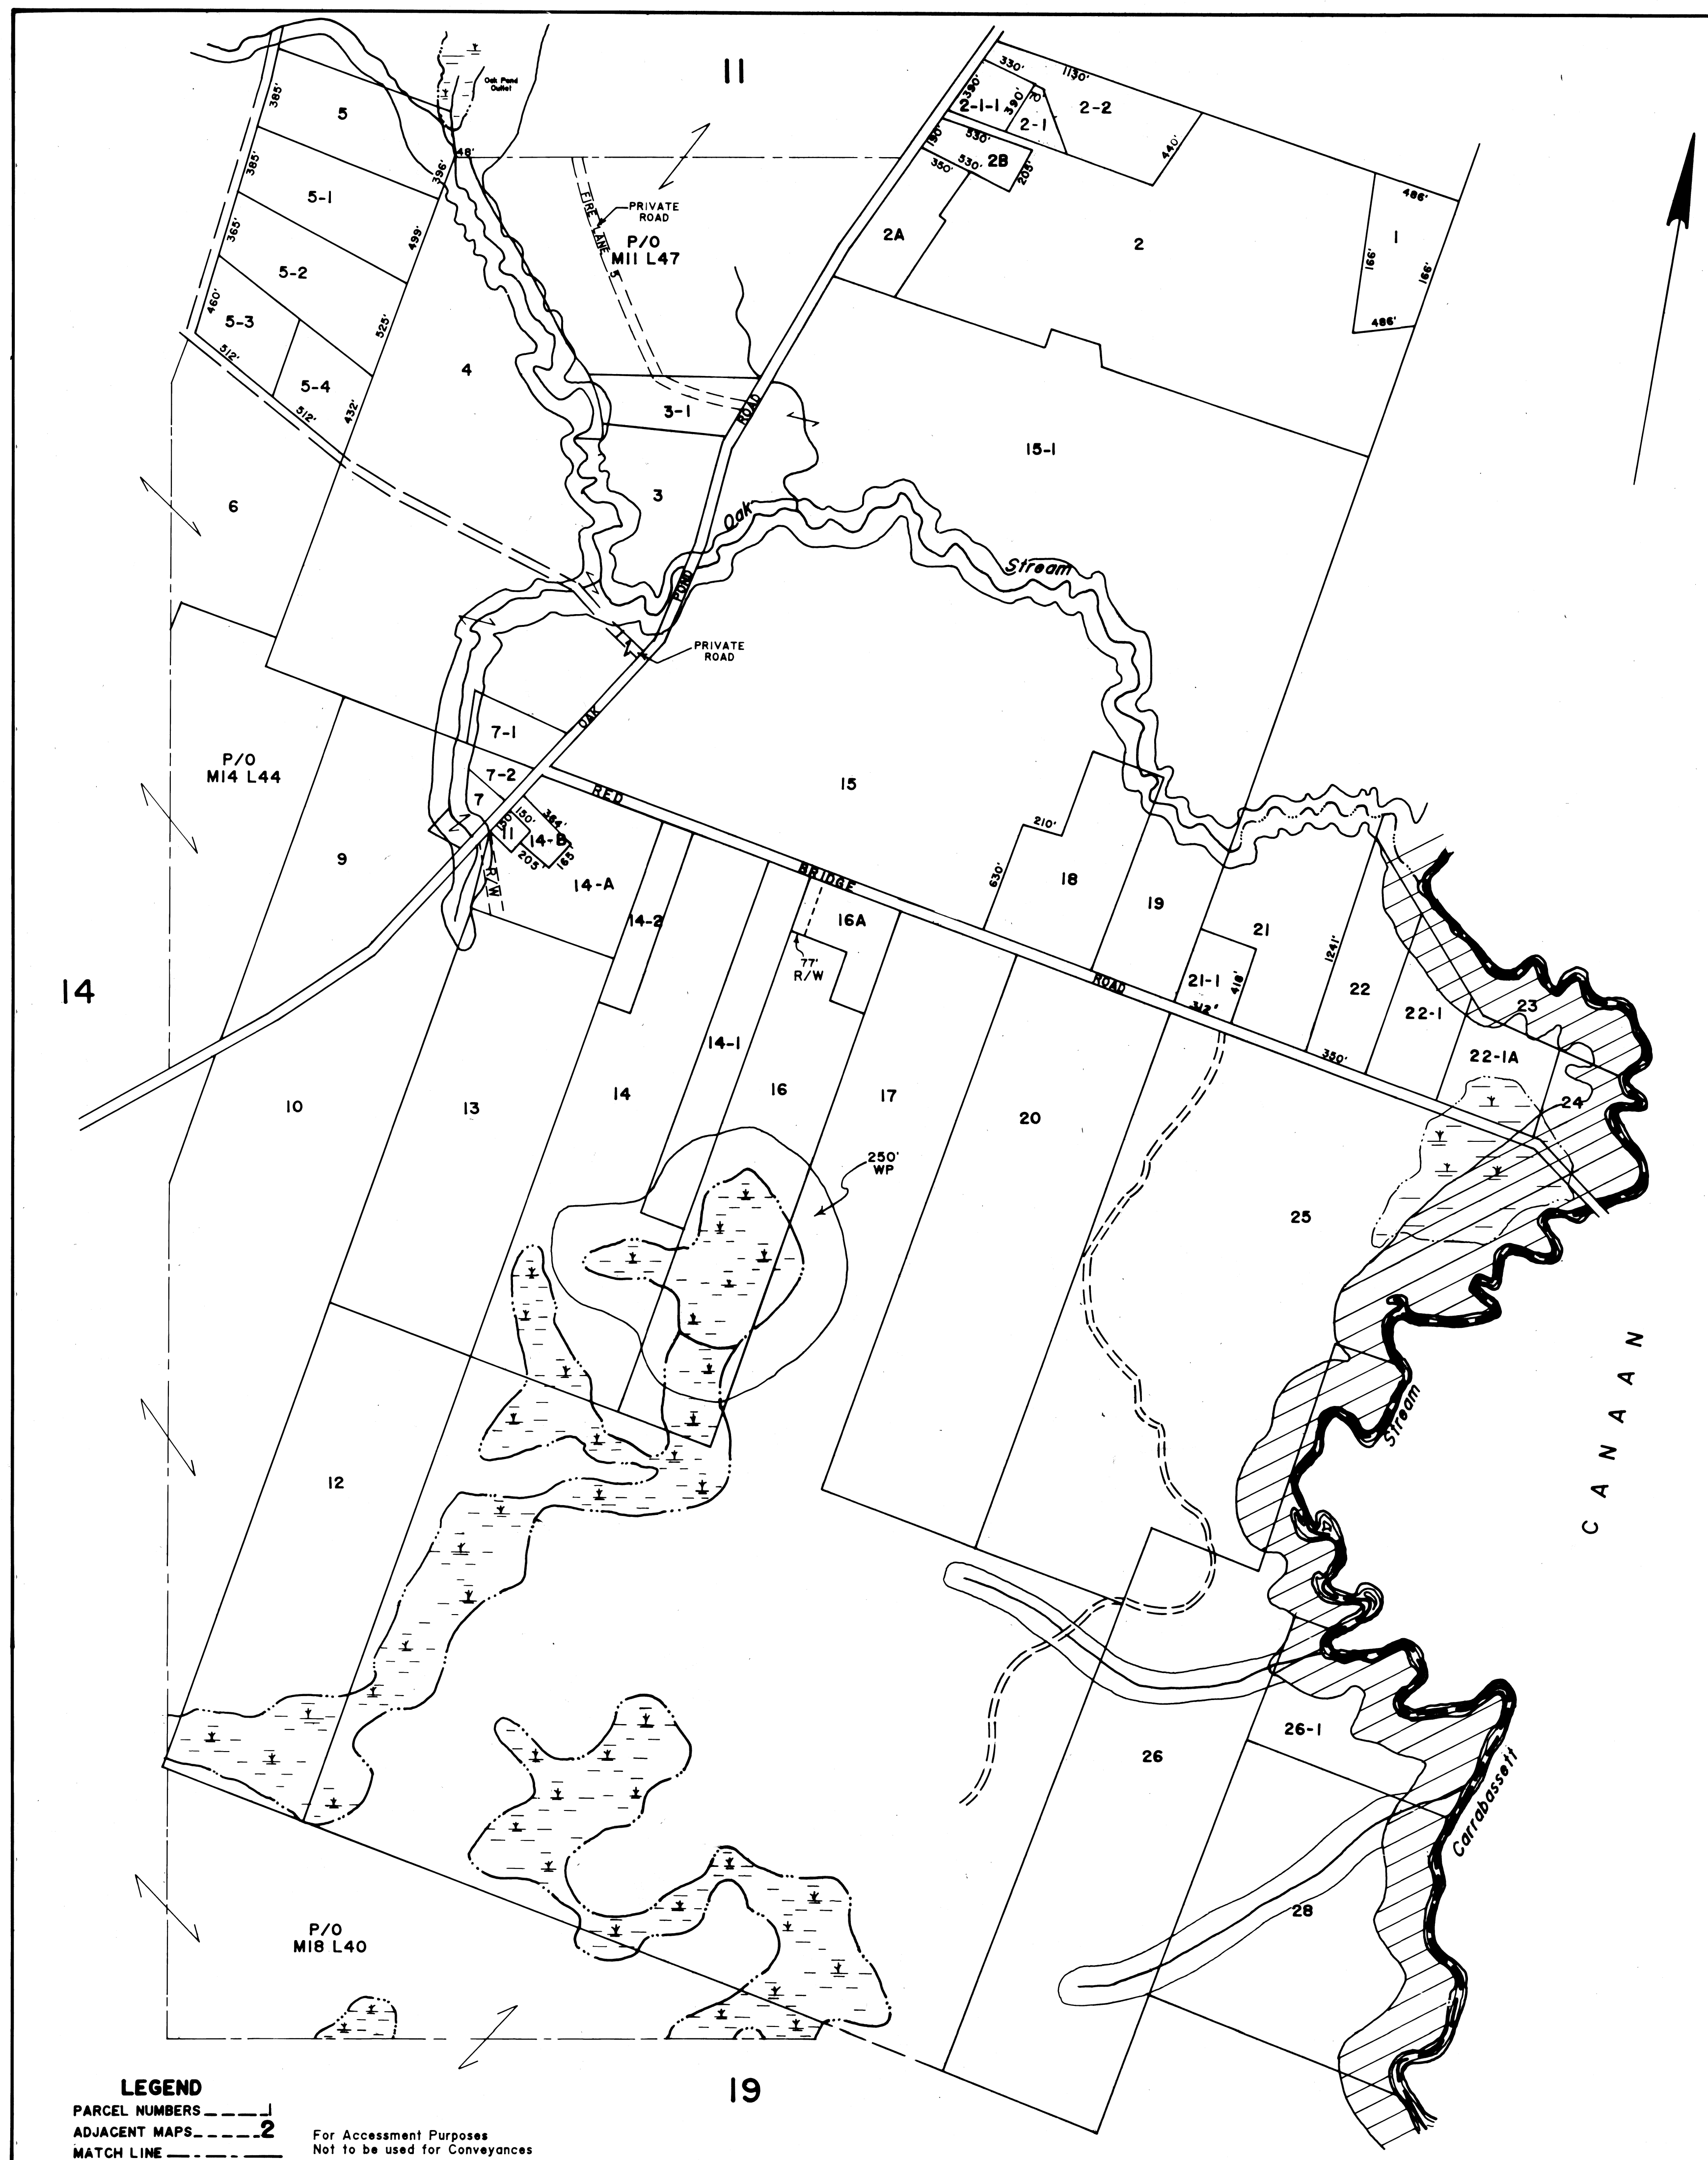 11
Oak Pond
Outlet
385'
5
48'
396'
385'
5-1
499'
365'
5-2
525'
460'
5-3
512'
5-4
512'
432'
4
6
FIRE LANE 5
PRIVATE
ROAD
P/O
M11 L47
330'
1130'
390'
2-1-1
390'
70'
2-1
2-2
440'
190'
530'
530'
2B
205'
350'
2A
2
486'
1
166'
166'
486'
3-1
ROAD
15-1
3
Oak
Stream
POND
PRIVATE
ROAD
OAK
7-1
7-2
7
P/O
M14 L44
RED
15
150'
150'
11
364'
14-B
205'
165'
R/W
14-A
14-2
9
BRIDGE
16A
77'
R/W
210'
630'
18
19
ROAD
21
21-1
418'
312'
1241'
22
350'
22-1
23
22-1A
24
14
10
13
14
14-1
16
17
20
250'
WP
25
CANAAN
Stream
12
26
26-1
Carrabassett
28
P/O
M18 L40
19
LEGEND
PARCEL NUMBERS 1
ADJACENT MAPS 2
MATCH LINE
For Accessment Purposes
Not to be used for Conveyances